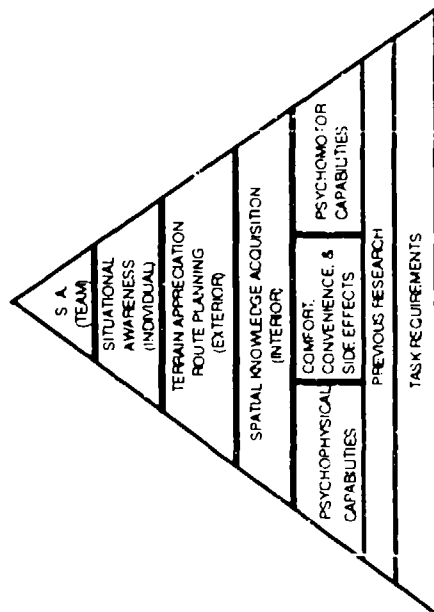 S. A.
(TEAM)
SITUATIONAL
AWARENESS
(INDIVIDUAL)
TERRAIN APPRECIATION
ROUTE PLANNING
(EXTERIOR)
SPATIAL KNOWLEDGE ACQUISITION
(INTERIOR)
PSYCHOPHYSICAL
CAPABILITIES
COMFORT,
CONVENIENCE, &
SIDE EFFECTS
PSYCHOMOTOR
CAPABILITIES
PREVIOUS RESEARCH
TASK REQUIREMENTS